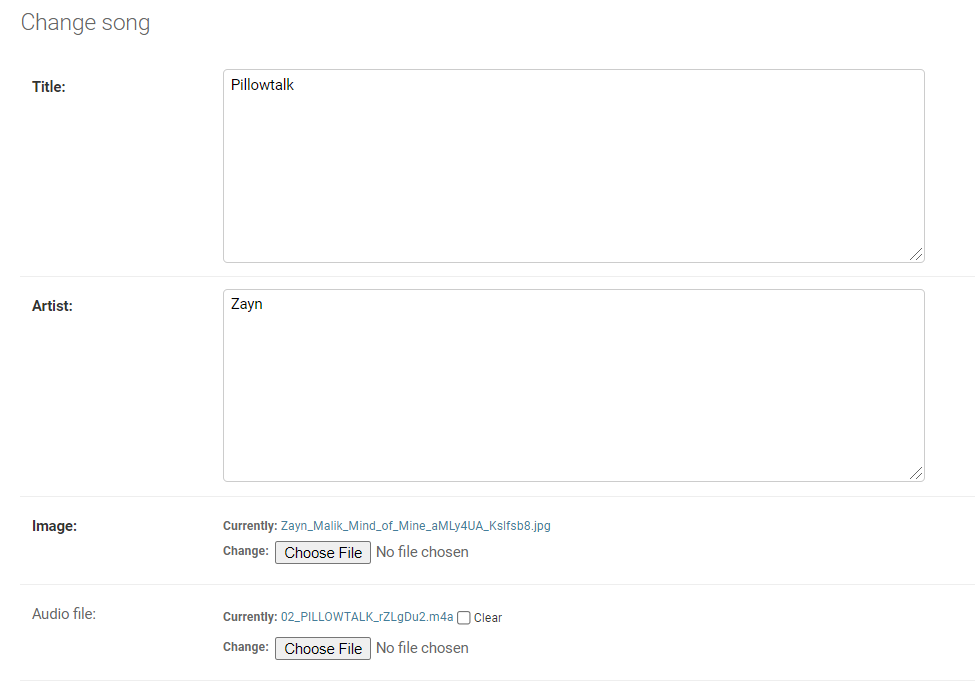 Change song
Title:
Pillowtalk
Artist:
Zayn
Image:
Currently: Zayn_Malik_Mind_of_Mine_aMLy4UA_Kslfsb8.jpg
Change: Choose File No file chosen
Audio file:
Currently: 02_PILLOWTALK_rZLgDu2.m4a Clear
Change: Choose File No file chosen